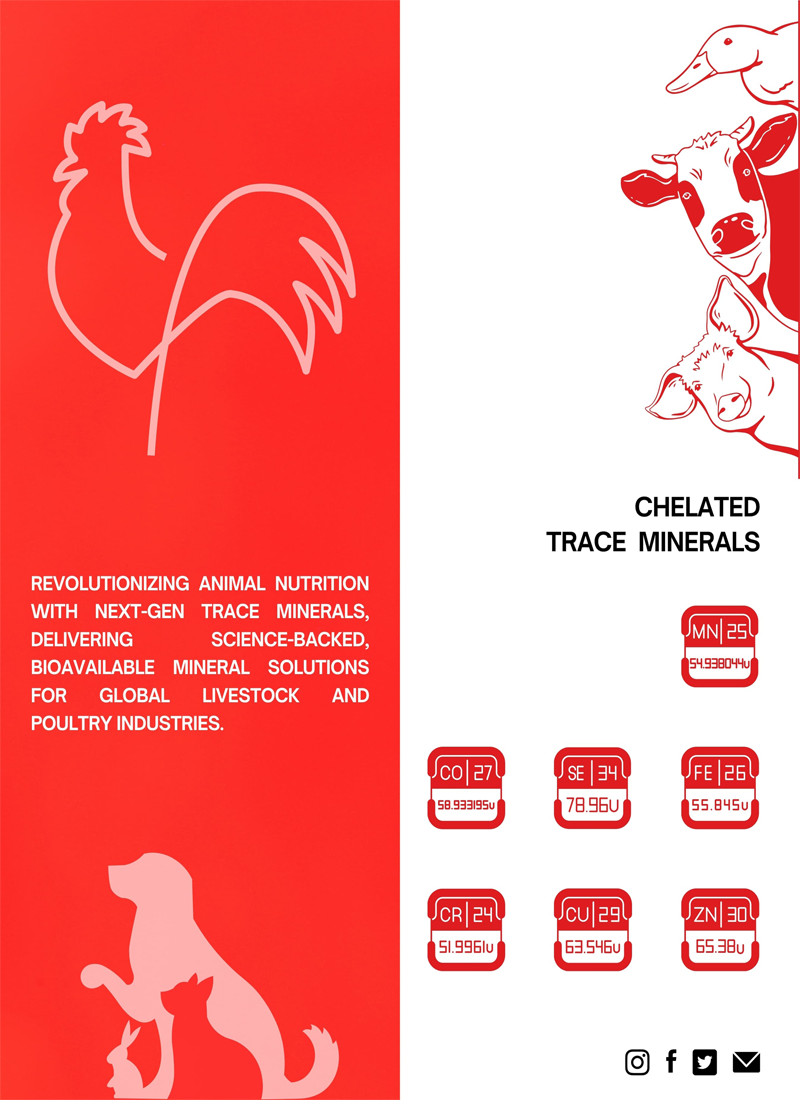 REVOLUTIONIZING ANIMAL NUTRITION
WITH NEXT-GEN TRACE MINERALS,
DELIVERING SCIENCE-BACKED,
BIOAVAILABLE MINERAL SOLUTIONS
FOR GLOBAL LIVESTOCK AND
POULTRY INDUSTRIES.
CHELATED
TRACE MINERALS
MN|25
54.938044u
CO|27
58.933195u
SE|34
78.96u
FE|26
55.845u
CR|24
51.9961u
CU|29
63.546u
ZN|30
65.38u